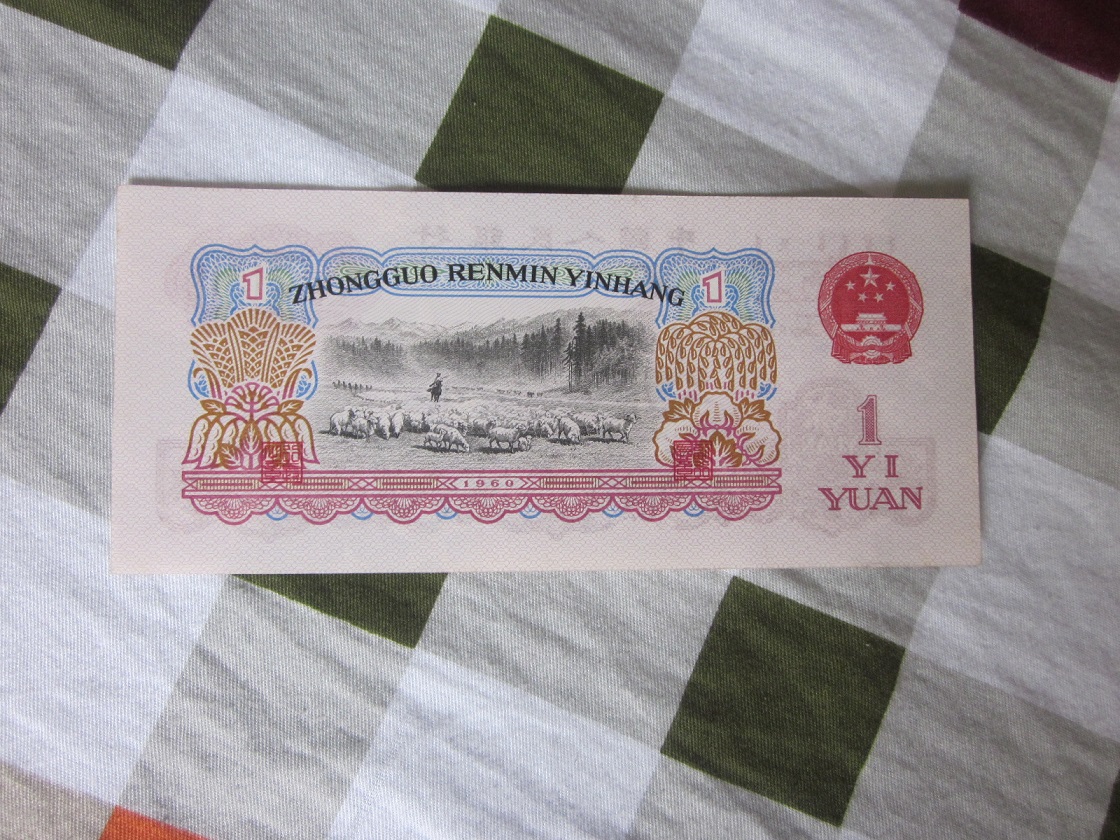 1 ZHONGGUO RENMIN YINHANG 1
1960
1
YI
YUAN